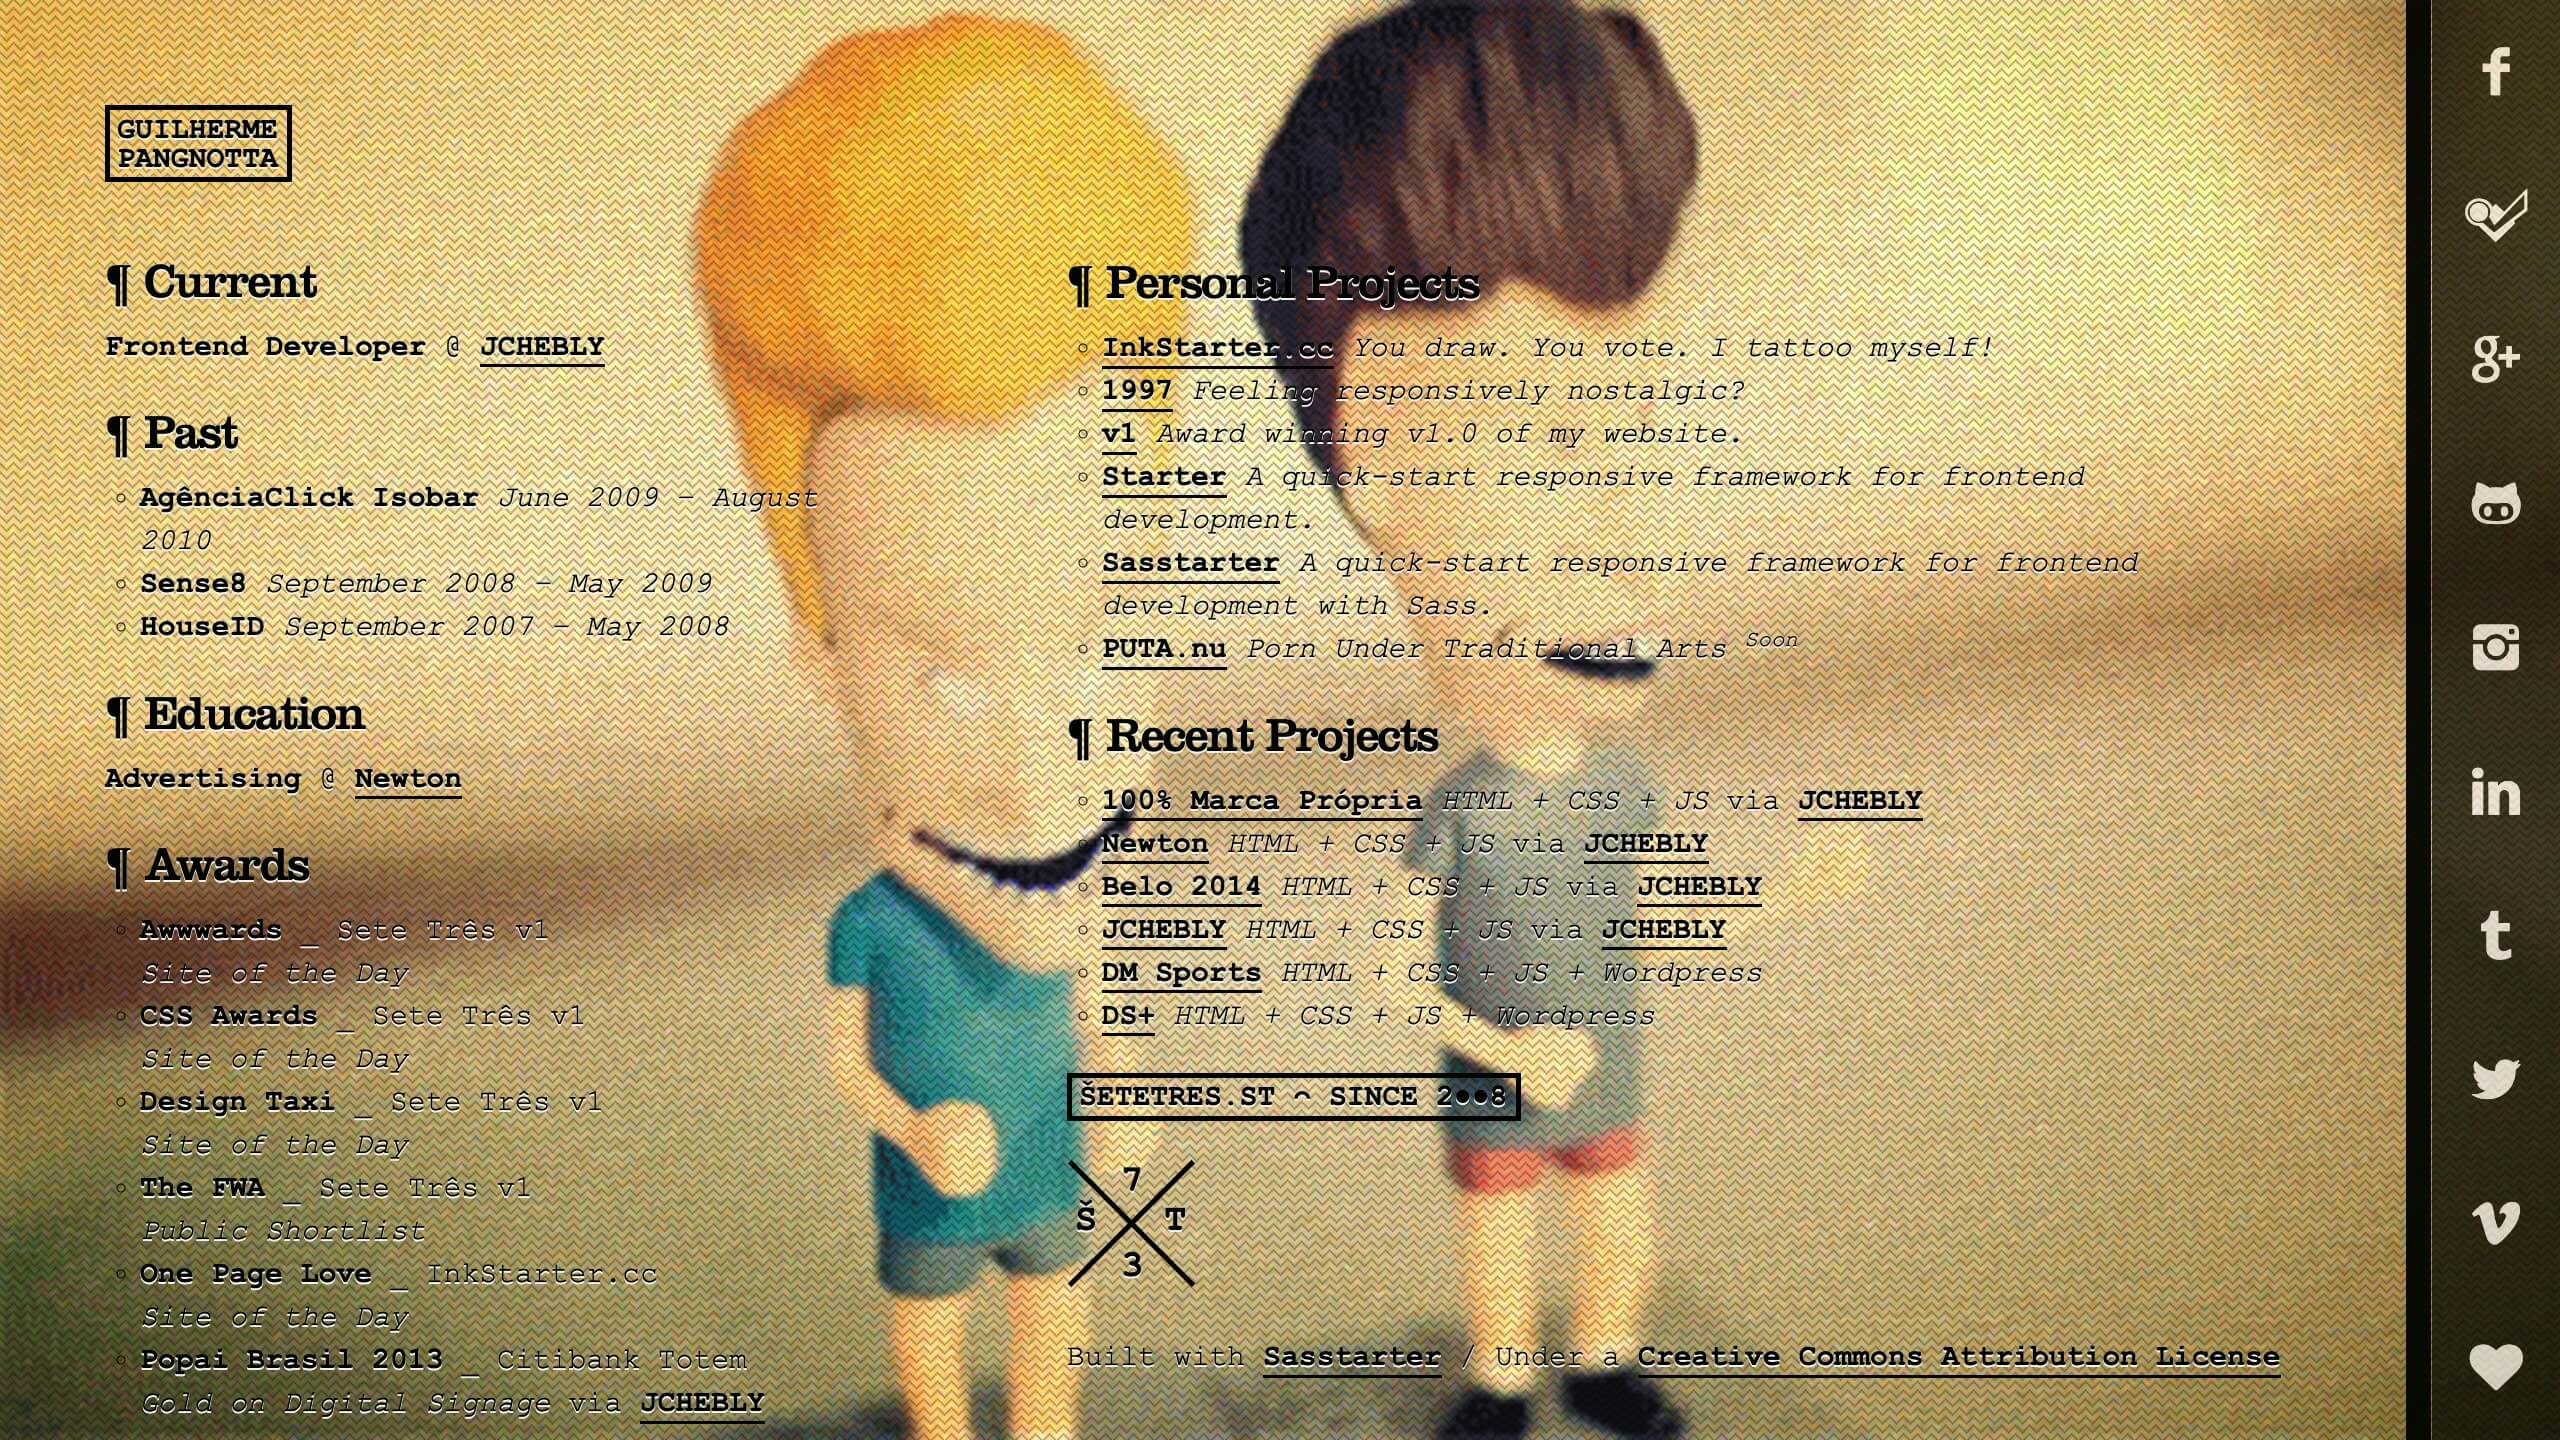 GUILHERME
PANGNOTTA
¶ Current
Frontend Developer @ JCHEBLY
¶ Past
AgênciaClick Isobar June 2009 – August
2010
Sense8 September 2008 – May 2009
HouseID September 2007 – May 2008
¶ Education
Advertising @ Newton
¶ Awards
Awwwards _ Sete Três v1
Site of the Day
CSS Awards _ Sete Três v1
Site of the Day
Design Taxi _ Sete Três v1
Site of the Day
The FWA _ Sete Três v1
Public Shortlist
One Page Love _ InkStarter.cc
Site of the Day
Popai Brasil 2013 _ Citibank Totem
Gold on Digital Signage via JCHEBLY
¶ Personal Projects
InkStarter.cc You draw. You vote. I tattoo myself!
1997 Feeling responsively nostalgic?
v1 Award winning v1.0 of my website.
Starter A quick-start responsive framework for frontend
development.
Sasstarter A quick-start responsive framework for frontend
development with Sass.
PUTA.nu Porn Under Traditional Arts Soon
¶ Recent Projects
100% Marca Própria HTML + CSS + JS via JCHEBLY
Newton HTML + CSS + JS via JCHEBLY
Belo 2014 HTML + CSS + JS via JCHEBLY
JCHEBLY HTML + CSS + JS via JCHEBLY
DM Sports HTML + CSS + JS + Wordpress
DS+ HTML + CSS + JS + Wordpress
ŠETETRES.ST ⌢ SINCE 2●●8
7
Š T
3
Built with Sasstarter / Under a Creative Commons Attribution License